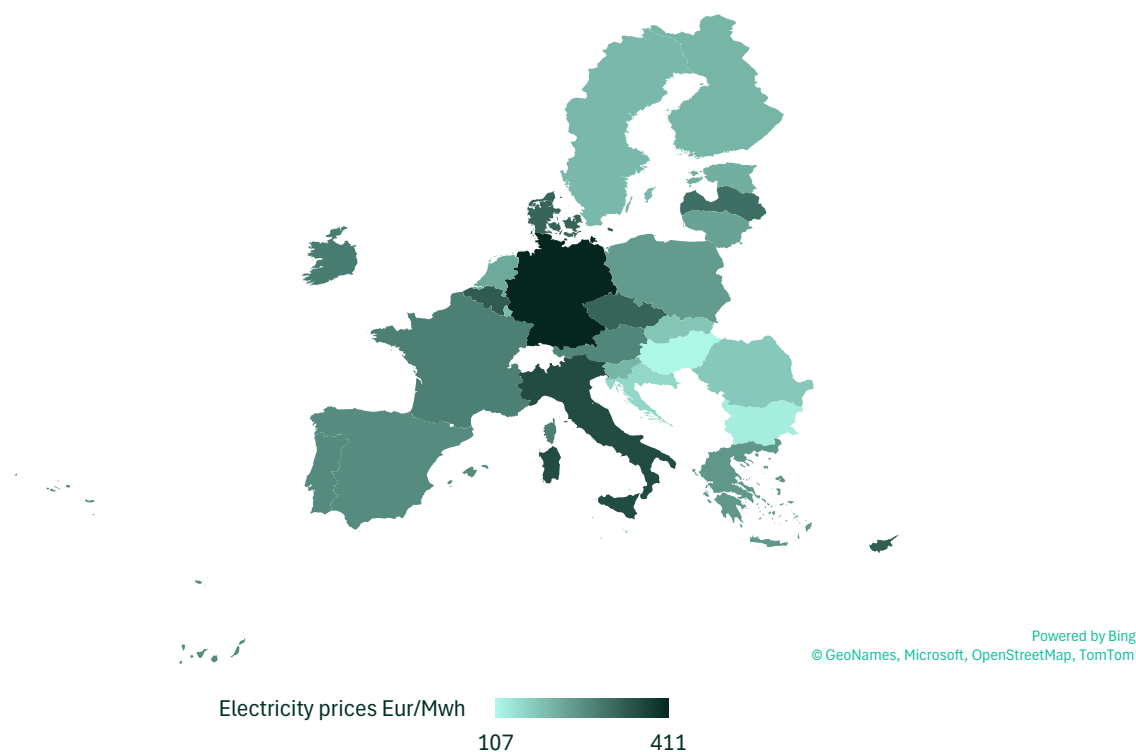 Powered by Bing
© GeoNames, Microsoft, OpenStreetMap, TomTom
Electricity prices Eur/Mwh
107 411